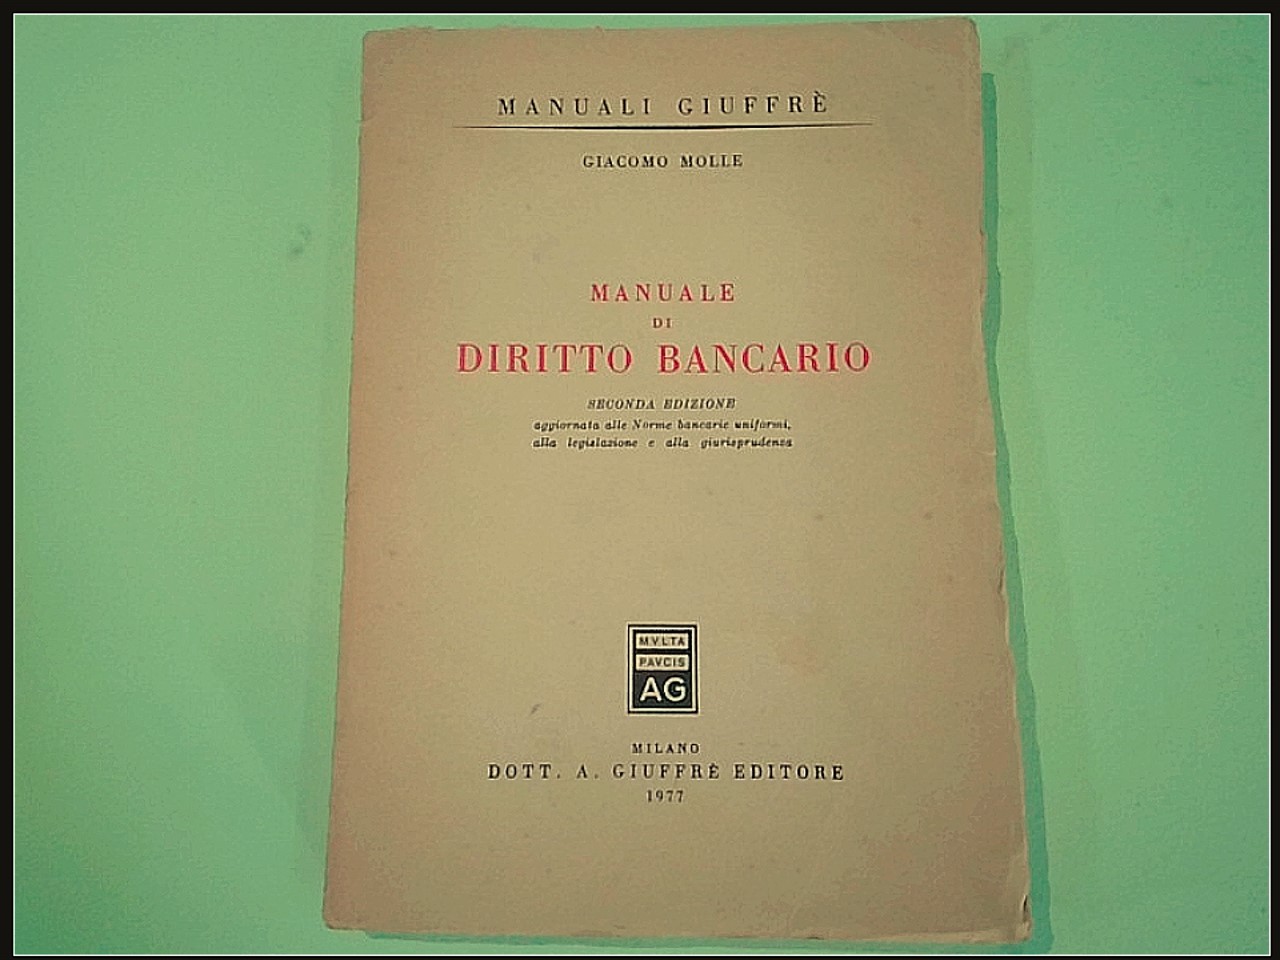 MANUALI GIUFFRÈ
GIACOMO MOLLE
MANUALE
DI
DIRITTO BANCARIO
SECONDA EDIZIONE
aggiornata alle Norme bancarie uniformi,
alla legislazione e alla giurisprudenza
MVLTA
PAVCIS
AG
MILANO
DOTT. A. GIUFFRÈ EDITORE
1977